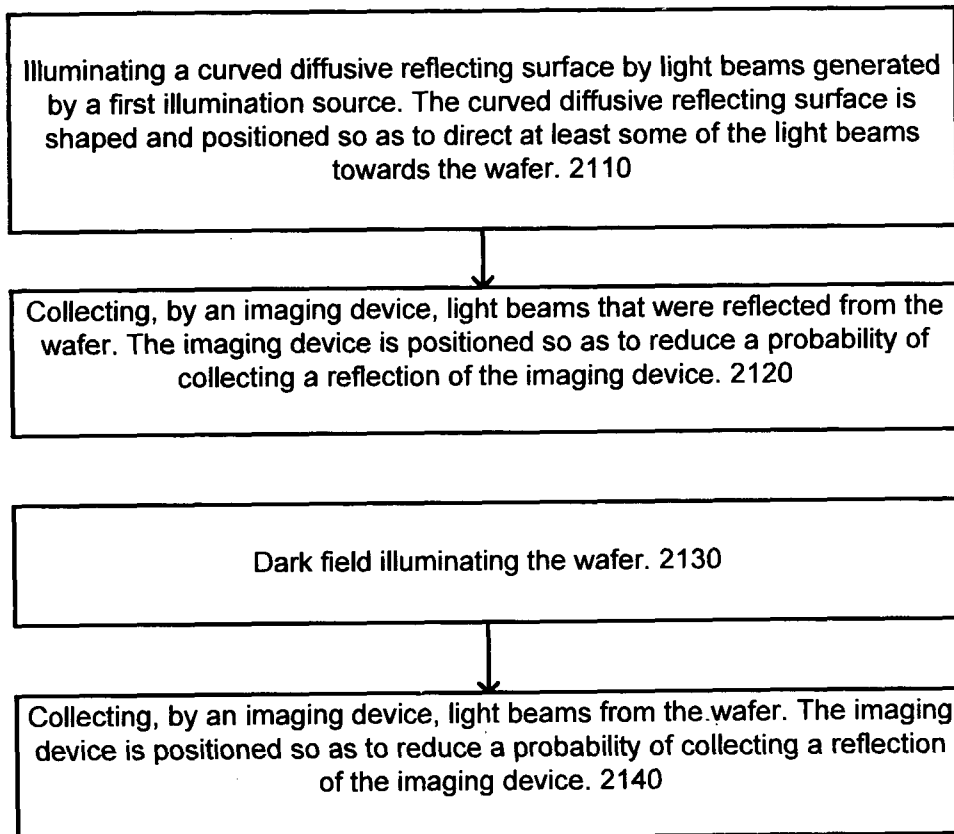 Illuminating a curved diffusive reflecting surface by light beams generated
by a first illumination source. The curved diffusive reflecting surface is
shaped and positioned so as to direct at least some of the light beams
towards the wafer. 2110
Collecting, by an imaging device, light beams that were reflected from the
wafer. The imaging device is positioned so as to reduce a probability of
collecting a reflection of the imaging device. 2120
Dark field illuminating the wafer. 2130
Collecting, by an imaging device, light beams from the wafer. The imaging
device is positioned so as to reduce a probability of collecting a reflection
of the imaging device. 2140